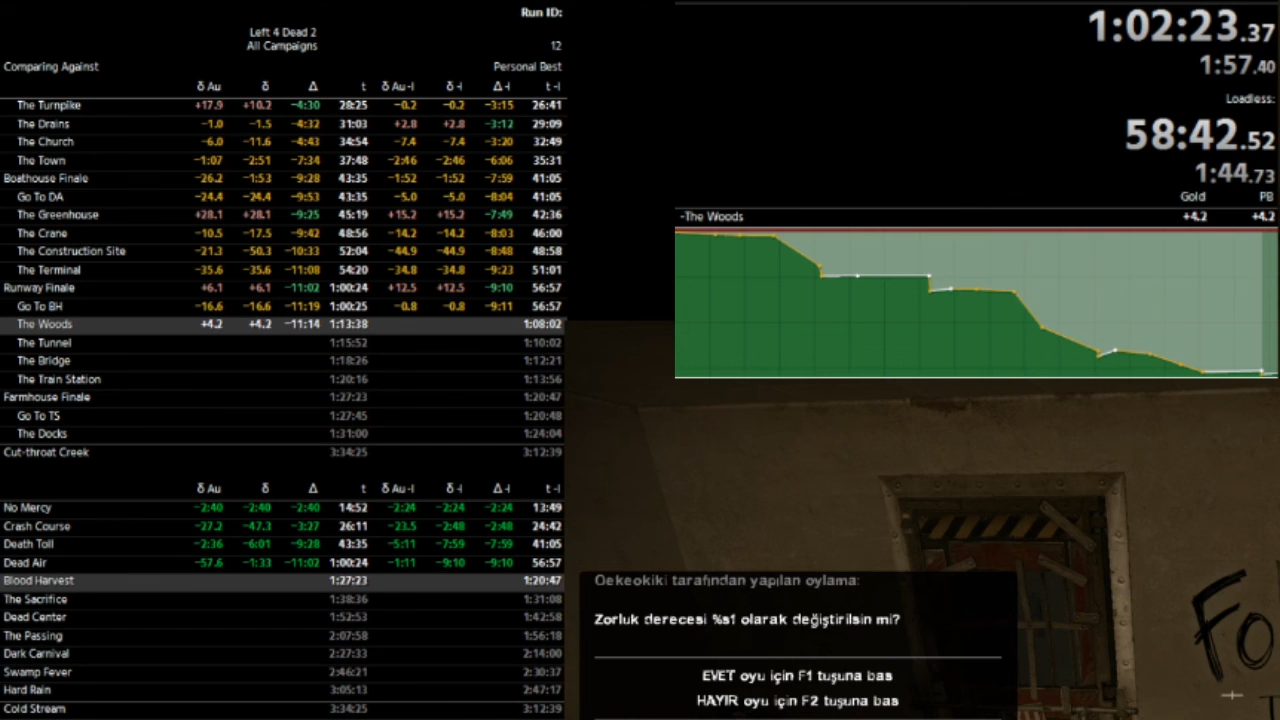 Run ID:
Left 4 Dead 2
All Campaigns 12
Comparing Against Personal Best
δ Au δ Δ t δ Au-I δ -I Δ -I t -I
The Turnpike +17.9 +10.2 −4:30 28:25 −0.2 −0.2 −3:15 26:41
The Drains −1.0 −1.5 −4:32 31:03 +2.8 +2.8 −3:12 29:09
The Church −6.0 −11.6 −4:43 34:54 −7.4 −7.4 −3:20 32:49
The Town −1:07 −2:51 −7:34 37:48 −2:46 −2:46 −6:06 35:31
Boathouse Finale −26.2 −1:53 −9:28 43:35 −1:52 −1:52 −7:59 41:05
Go To DA −24.4 −24.4 −9:53 43:35 −5.0 −5.0 −8:04 41:05
The Greenhouse +28.1 +28.1 −9:25 45:19 +15.2 +15.2 −7:49 42:36
The Crane −10.5 −17.5 −9:42 48:56 −14.2 −14.2 −8:03 46:00
The Construction Site −21.3 −50.3 −10:33 52:04 −44.9 −44.9 −8:48 48:58
The Terminal −35.6 −35.6 −11:08 54:20 −34.8 −34.8 −9:23 51:01
Runway Finale +6.1 +6.1 −11:02 1:00:24 +12.5 +12.5 −9:10 56:57
Go To BH −16.6 −16.6 −11:19 1:00:25 −0.8 −0.8 −9:11 56:57
The Woods +4.2 +4.2 −11:14 1:13:38 1:08:02
The Tunnel 1:15:52 1:10:02
The Bridge 1:18:26 1:12:21
The Train Station 1:20:16 1:13:56
Farmhouse Finale 1:27:23 1:20:47
Go To TS 1:27:45 1:20:48
The Docks 1:31:00 1:24:04
Cut-throat Creek 3:34:25 3:12:39
δ Au δ Δ t δ Au-I δ -I Δ -I t -I
No Mercy −2:40 −2:40 −2:40 14:52 −2:24 −2:24 −2:24 13:49
Crash Course −27.2 −47.3 −3:27 26:11 −23.5 −2:48 −2:48 24:42
Death Toll −2:36 −6:01 −9:28 43:35 −5:11 −7:59 −7:59 41:05
Dead Air −57.6 −1:33 −11:02 1:00:24 −1:11 −9:10 −9:10 56:57
Blood Harvest 1:27:23 1:20:47
The Sacrifice 1:38:36 1:31:08
Dead Center 1:52:53 1:42:58
The Passing 2:07:58 1:56:18
Dark Carnival 2:27:33 2:14:00
Swamp Fever 2:46:21 2:30:37
Hard Rain 3:05:13 2:47:17
Cold Stream 3:34:25 3:12:39
1:02:23.37
1:57.40
Loadless:
58:42.52
1:44.73
Gold PB
-The Woods +4.2 +4.2
Oekeokiki tarafından yapılan oylama:
Zorluk derecesi %s1 olarak değiştirilsin mi?
EVET oyu için F1 tuşuna bas
HAYIR oyu için F2 tuşuna bas
Fo